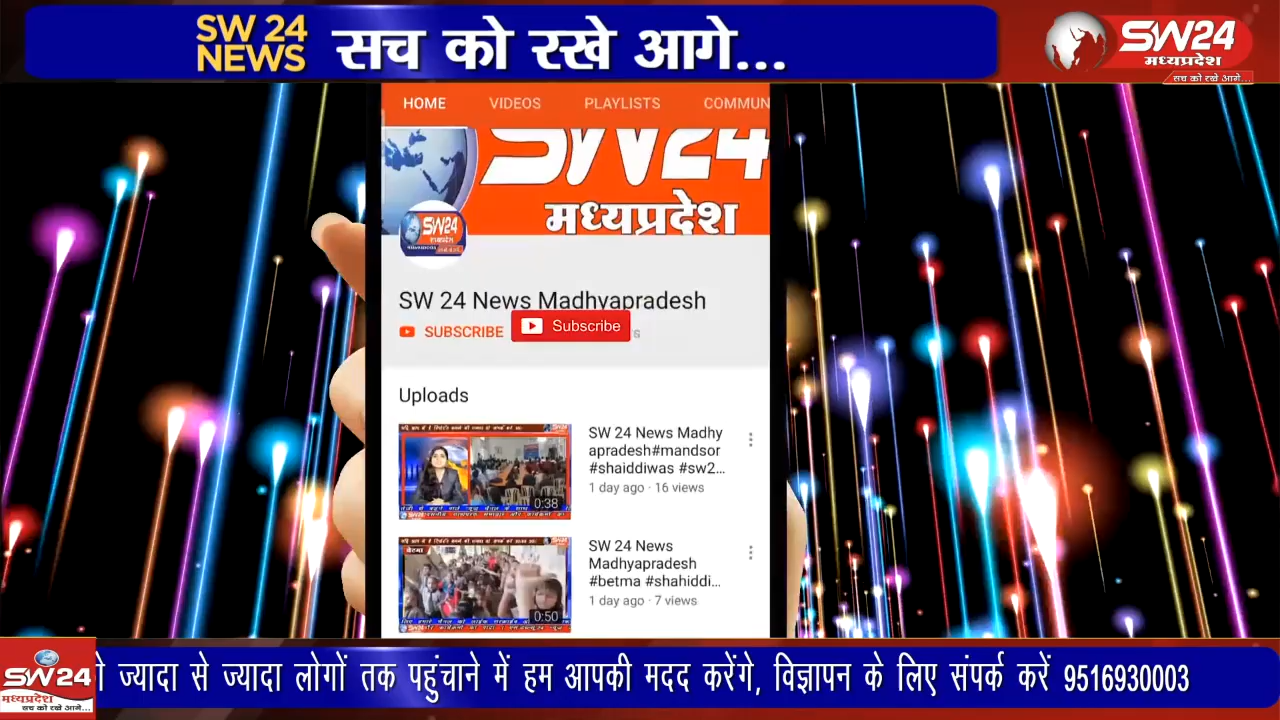 SW 24
NEWS
सच को रखे आगे...
SW24
मध्यप्रदेश
सच को रखे आगे...
HOME VIDEOS PLAYLISTS COMMUN
SW24
मध्यप्रदेश
SW24
SW 24 News Madhyapradesh
SUBSCRIBE
Subscribe
Uploads
SW 24 News Madhy
apradesh#mandsor
#shaiddiwas #sw2...
1 day ago · 16 views
0:38
बेटमा
SW 24 News
Madhyapradesh
#betma #shahiddi...
1 day ago · 7 views
0:50
SW24
मध्यप्रदेश
सच को रखे आगे...
ज्यादा से ज्यादा लोगों तक पहुंचाने में हम आपकी मदद करेंगे, विज्ञापन के लिए संपर्क करें 9516930003